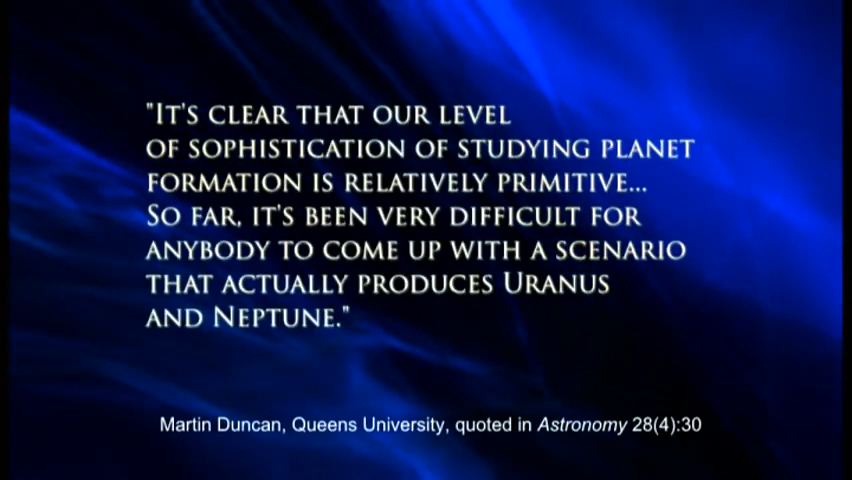 "It's clear that our level
of sophistication of studying planet
formation is relatively primitive...
So far, it's been very difficult for
anybody to come up with a scenario
that actually produces Uranus
and Neptune."
Martin Duncan, Queens University, quoted in Astronomy 28(4):30